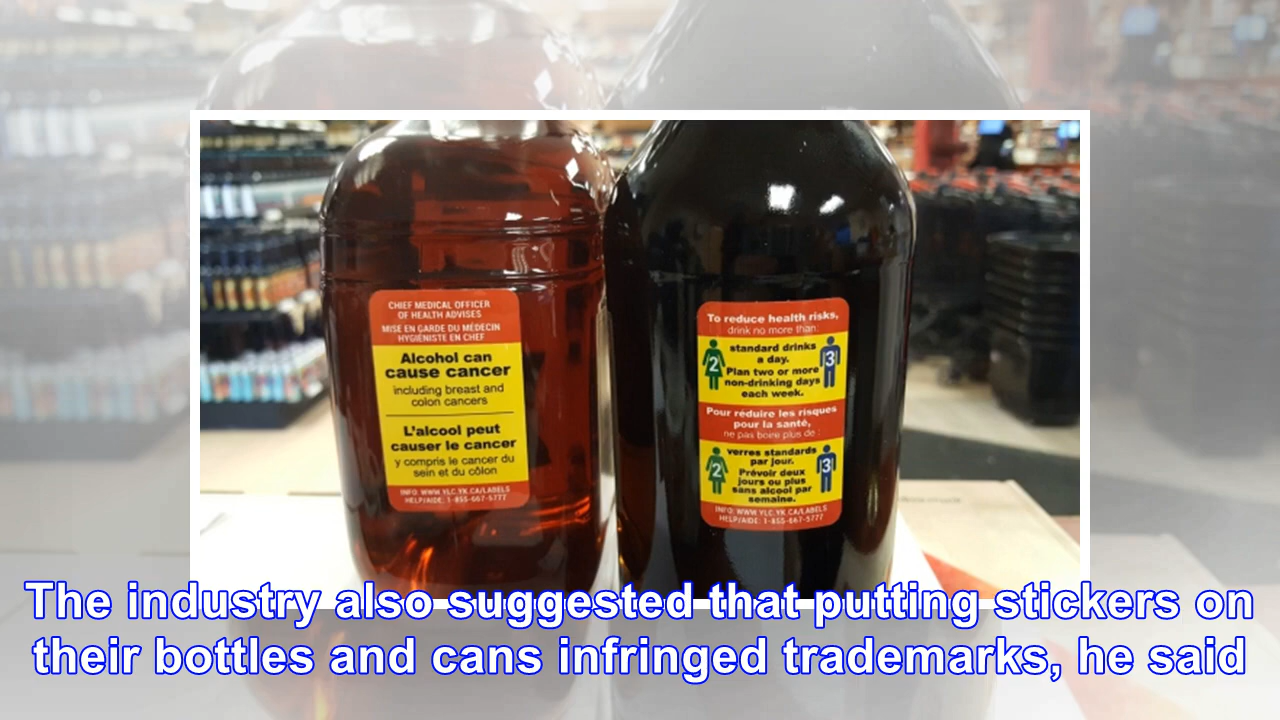 CHIEF MEDICAL OFFICER
OF HEALTH ADVISES
MISE EN GARDE DU MÉDECIN
HYGIÉNISTE EN CHEF
Alcohol can
cause cancer
including breast and
colon cancers
L'alcool peut
causer le cancer
y compris le cancer du
sein et du côlon
INFO: WWW.YLC.YK.CA/LABELS
HELP/AIDE: 1-855-667-5777
To reduce health risks,
drink no more than:
2 standard drinks 3
a day.
Plan two or more
non-drinking days
each week.
Pour réduire les risques
pour la santé,
ne pas boire plus de :
2 verres standards 3
par jour.
Prévoir deux
jours ou plus
sans alcool par
semaine.
INFO: WWW.YLC.YK.CA/LABELS
HELP/AIDE: 1-855-667-5777
The industry also suggested that putting stickers on
their bottles and cans infringed trademarks, he said